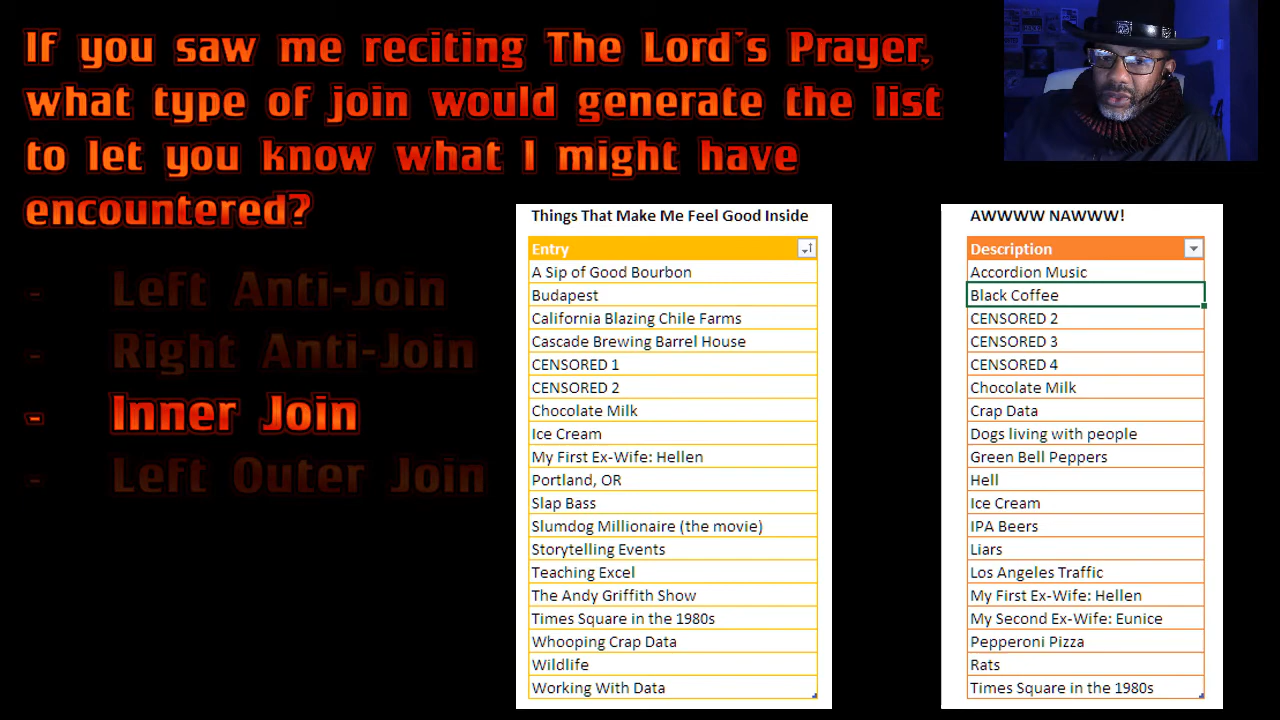 If you saw me reciting The Lord's Prayer,
what type of join would generate the list
to let you know what I might have
encountered?
- Left Anti-Join
- Right Anti-Join
- Inner Join
- Left Outer Join
Things That Make Me Feel Good Inside
Entry
A Sip of Good Bourbon
Budapest
California Blazing Chile Farms
Cascade Brewing Barrel House
CENSORED 1
CENSORED 2
Chocolate Milk
Ice Cream
My First Ex-Wife: Hellen
Portland, OR
Slap Bass
Slumdog Millionaire (the movie)
Storytelling Events
Teaching Excel
The Andy Griffith Show
Times Square in the 1980s
Whooping Crap Data
Wildlife
Working With Data
AWWWW NAWWW!
Description
Accordion Music
Black Coffee
CENSORED 2
CENSORED 3
CENSORED 4
Chocolate Milk
Crap Data
Dogs living with people
Green Bell Peppers
Hell
Ice Cream
IPA Beers
Liars
Los Angeles Traffic
My First Ex-Wife: Hellen
My Second Ex-Wife: Eunice
Pepperoni Pizza
Rats
Times Square in the 1980s